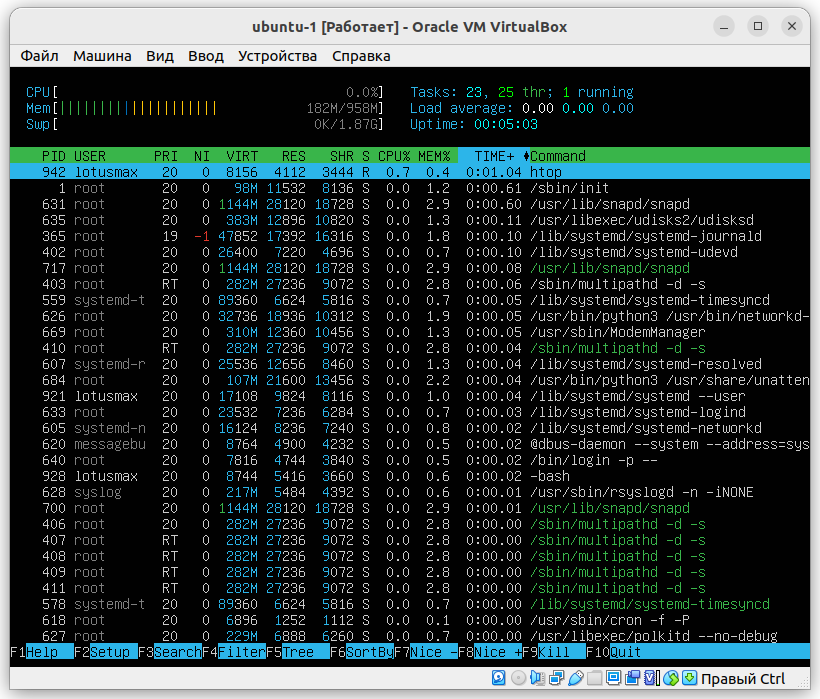 ubuntu-1 [Работает] - Oracle VM VirtualBox
Файл Машина Вид Ввод Устройства Справка
CPU[ 0.0%] Tasks: 23, 25 thr; 1 running
Mem[||||||||||||||||||||| 182M/958M] Load average: 0.00 0.00 0.00
Swp[ 0K/1.87G] Uptime: 00:05:03
PID USER PRI NI VIRT RES SHR S CPU% MEM% TIME+ Command
942 lotusmax 20 0 8156 4112 3444 R 0.7 0.4 0:01.04 htop
1 root 20 0 98M 11532 8136 S 0.0 1.2 0:00.61 /sbin/init
631 root 20 0 1144M 28120 18728 S 0.0 2.9 0:00.60 /usr/lib/snapd/snapd
635 root 20 0 383M 12896 10820 S 0.0 1.3 0:00.11 /usr/libexec/udisks2/udisksd
365 root 19 -1 47852 17392 16316 S 0.0 1.8 0:00.10 /lib/systemd/systemd-journald
402 root 20 0 26400 7220 4696 S 0.0 0.7 0:00.10 /lib/systemd/systemd-udevd
717 root 20 0 1144M 28120 18728 S 0.0 2.9 0:00.08 /usr/lib/snapd/snapd
403 root RT 0 282M 27236 9072 S 0.0 2.8 0:00.06 /sbin/multipathd -d -s
559 systemd-t 20 0 89360 6624 5816 S 0.0 0.7 0:00.05 /lib/systemd/systemd-timesyncd
626 root 20 0 32736 18936 10312 S 0.0 1.9 0:00.05 /usr/bin/python3 /usr/bin/networkd-
669 root 20 0 310M 12360 10456 S 0.0 1.3 0:00.05 /usr/sbin/ModemManager
410 root RT 0 282M 27236 9072 S 0.0 2.8 0:00.04 /sbin/multipathd -d -s
607 systemd-r 20 0 25536 12656 8460 S 0.0 1.3 0:00.04 /lib/systemd/systemd-resolved
684 root 20 0 107M 21600 13456 S 0.0 2.2 0:00.04 /usr/bin/python3 /usr/share/unatten
921 lotusmax 20 0 17108 9824 8116 S 0.0 1.0 0:00.04 /lib/systemd/systemd --user
633 root 20 0 23532 7236 6284 S 0.0 0.7 0:00.03 /lib/systemd/systemd-logind
605 systemd-n 20 0 16124 8236 7240 S 0.0 0.8 0:00.02 /lib/systemd/systemd-networkd
620 messagebu 20 0 8764 4900 4232 S 0.0 0.5 0:00.02 @dbus-daemon --system --address=sys
640 root 20 0 7816 4744 3840 S 0.0 0.5 0:00.02 /bin/login -p --
928 lotusmax 20 0 8744 5416 3660 S 0.0 0.6 0:00.02 -bash
628 syslog 20 0 217M 5484 4392 S 0.0 0.6 0:00.01 /usr/sbin/rsyslogd -n -iNONE
700 root 20 0 1144M 28120 18728 S 0.0 2.9 0:00.01 /usr/lib/snapd/snapd
406 root 20 0 282M 27236 9072 S 0.0 2.8 0:00.00 /sbin/multipathd -d -s
407 root RT 0 282M 27236 9072 S 0.0 2.8 0:00.00 /sbin/multipathd -d -s
408 root RT 0 282M 27236 9072 S 0.0 2.8 0:00.00 /sbin/multipathd -d -s
409 root RT 0 282M 27236 9072 S 0.0 2.8 0:00.00 /sbin/multipathd -d -s
411 root RT 0 282M 27236 9072 S 0.0 2.8 0:00.00 /sbin/multipathd -d -s
578 systemd-t 20 0 89360 6624 5816 S 0.0 0.7 0:00.00 /lib/systemd/systemd-timesyncd
618 root 20 0 6896 1252 1112 S 0.0 0.1 0:00.00 /usr/sbin/cron -f -P
627 root 20 0 229M 6888 6260 S 0.0 0.7 0:00.00 /usr/libexec/polkitd --no-debug
F1Help F2Setup F3SearchF4FilterF5Tree F6SortByF7Nice -F8Nice +F9Kill F10Quit
Правый Ctrl